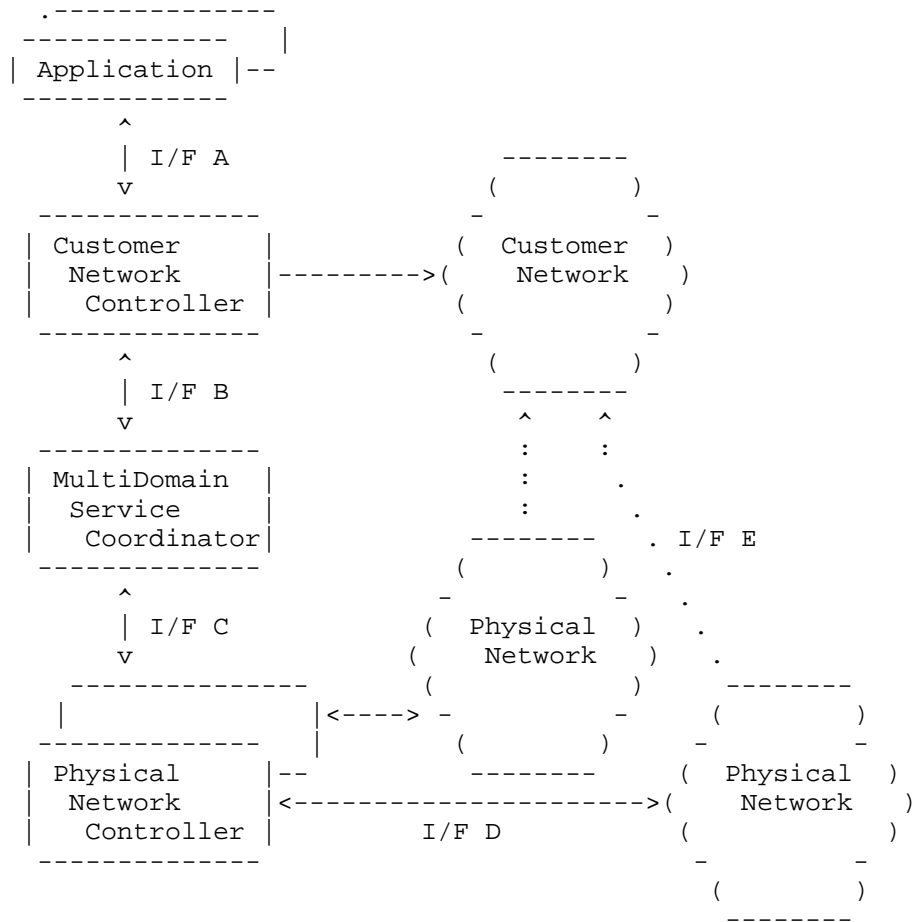 Application
I/F A
Customer
Network
Controller
Customer
Network
I/F B
MultiDomain
Service
Coordinator
I/F E
I/F C
Physical
Network
Physical
Network
Controller
Physical
Network
I/F D